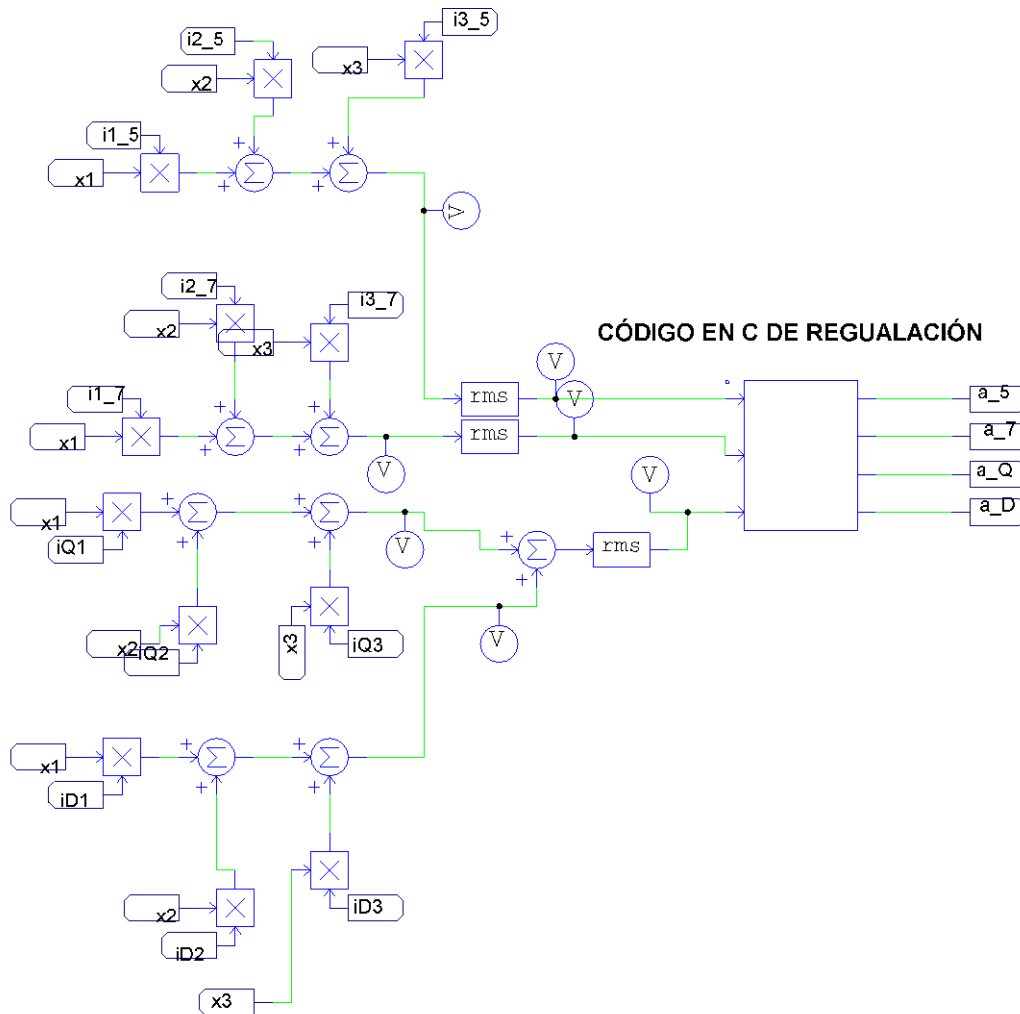 i3_5
i2_5
x3
x2
i1_5
x1
+
+
+
+
V
i2_7
i3_7
x2
x3
CÓDIGO EN C DE REGUALACIÓN
V
rms
V
a_5
i1_7
+
+
x1
+
+
rms
a_7
V
V
a_Q
x1
+
+
a_D
iQ1
+
+
V
+
rms
+
x2
iQ2
x3
iQ3
V
x1
+
+
iD1
+
+
x2
iD3
iD2
x3